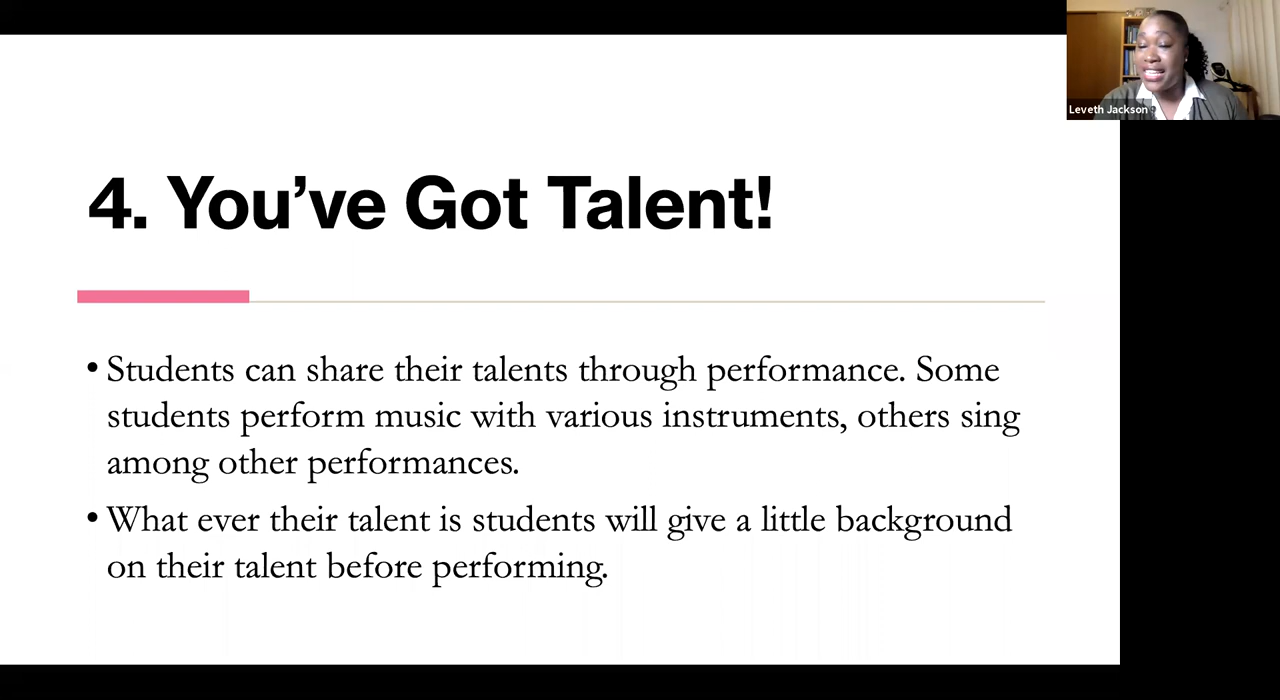 Leveth Jackson
4. You’ve Got Talent!
• Students can share their talents through performance. Some
students perform music with various instruments, others sing
among other performances.
• What ever their talent is students will give a little background
on their talent before performing.